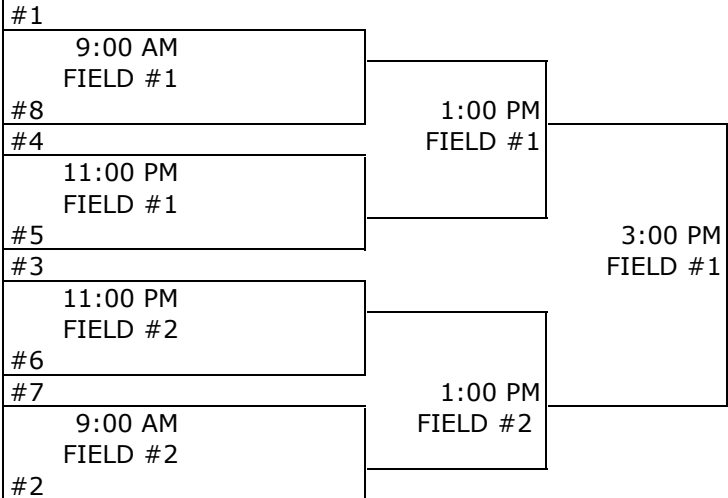 #1
9:00 AM
FIELD #1
#8
1:00 PM
#4
FIELD #1
11:00 PM
FIELD #1
#5
3:00 PM
#3
FIELD #1
11:00 PM
FIELD #2
#6
#7
1:00 PM
9:00 AM
FIELD #2
FIELD #2
#2